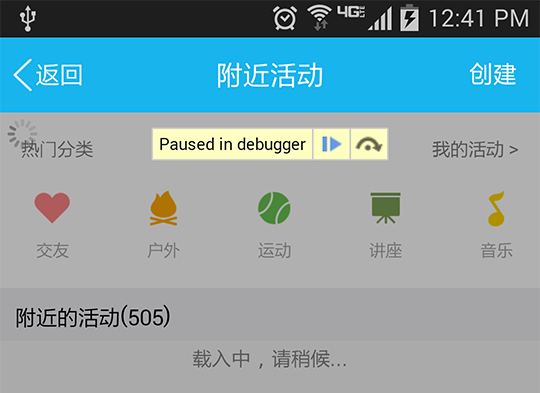 4G LTE 12:41 PM
返回 附近活动 创建
Paused in debugger
热门分类 我的活动 >
交友 户外 运动 讲座 音乐
附近的活动(505)
载入中，请稍候...